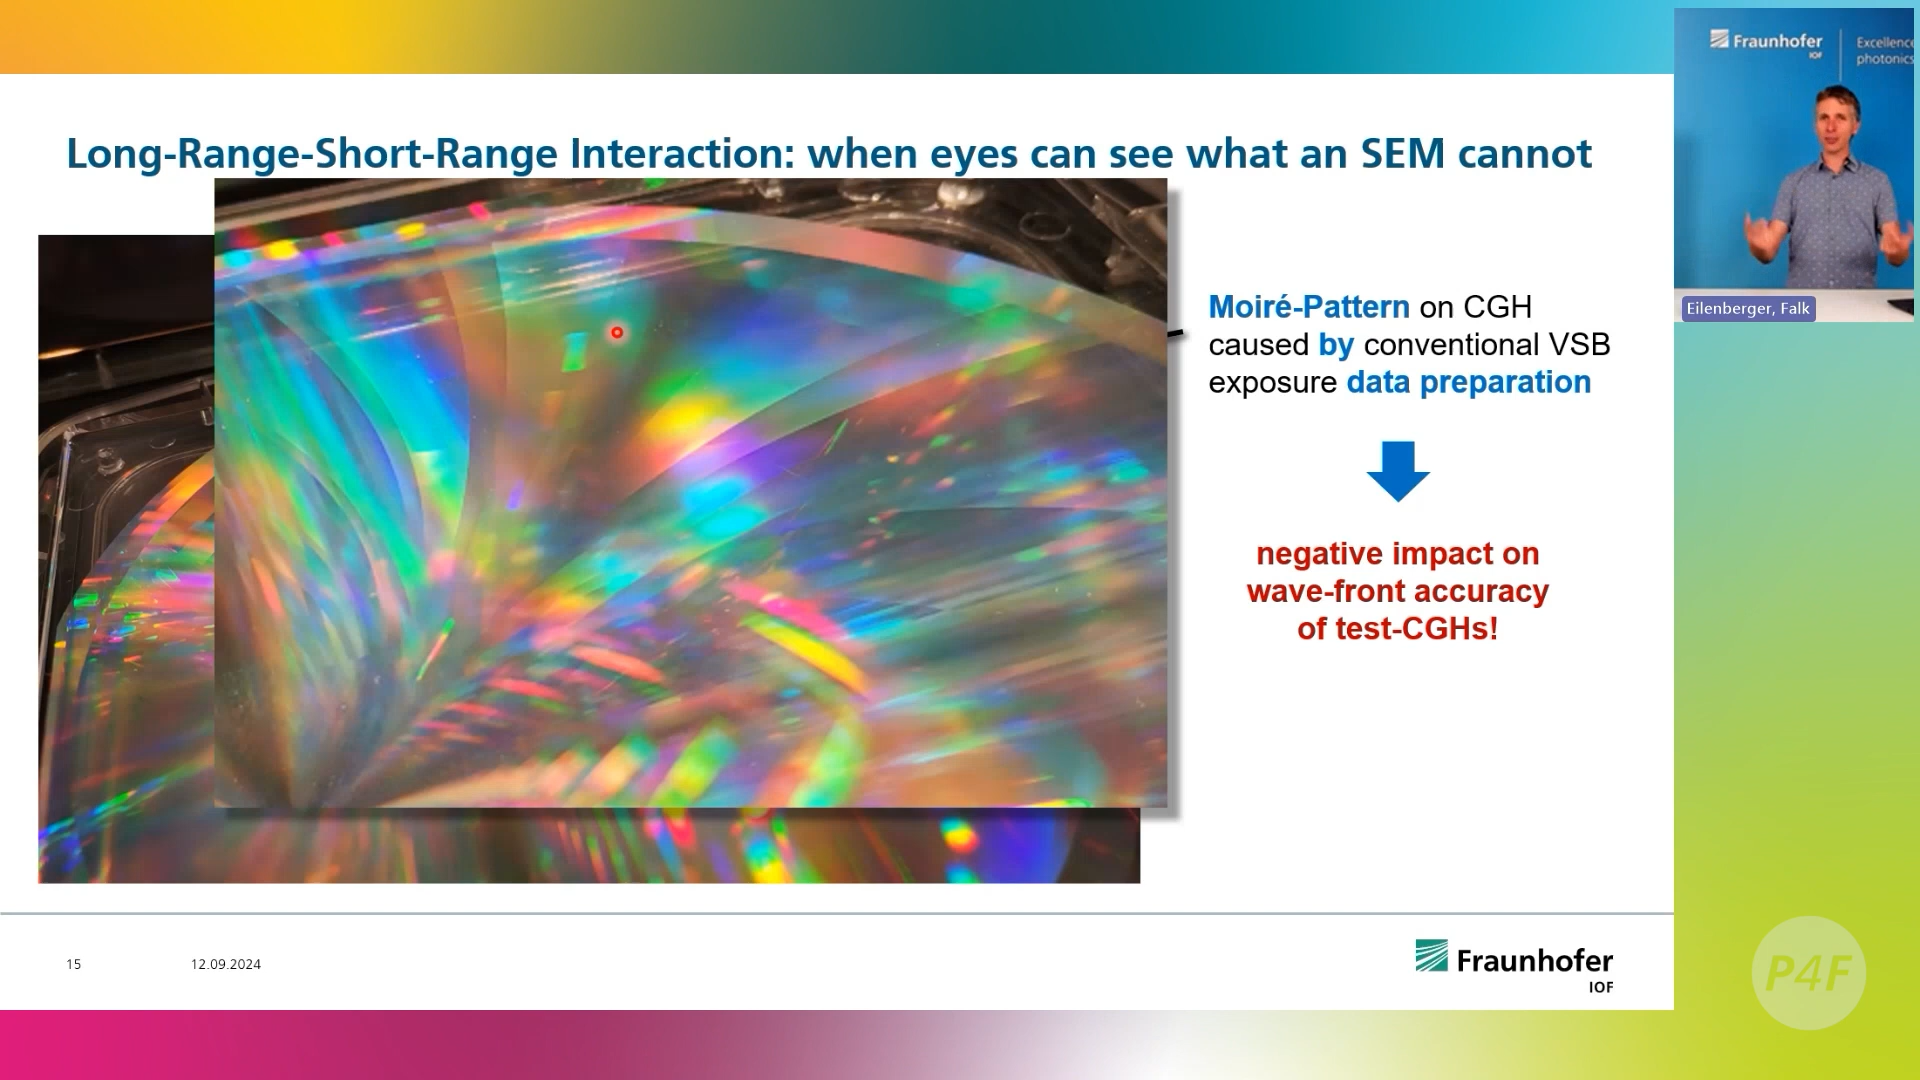 Long-Range-Short-Range Interaction: when eyes can see what an SEM cannot
Moiré-Pattern on CGH
caused by conventional VSB
exposure data preparation
negative impact on
wave-front accuracy
of test-CGHs!
15
12.09.2024
Fraunhofer
IOF
Fraunhofer
IOF
Excellence
photonics
Eilenberger, Falk
P4F